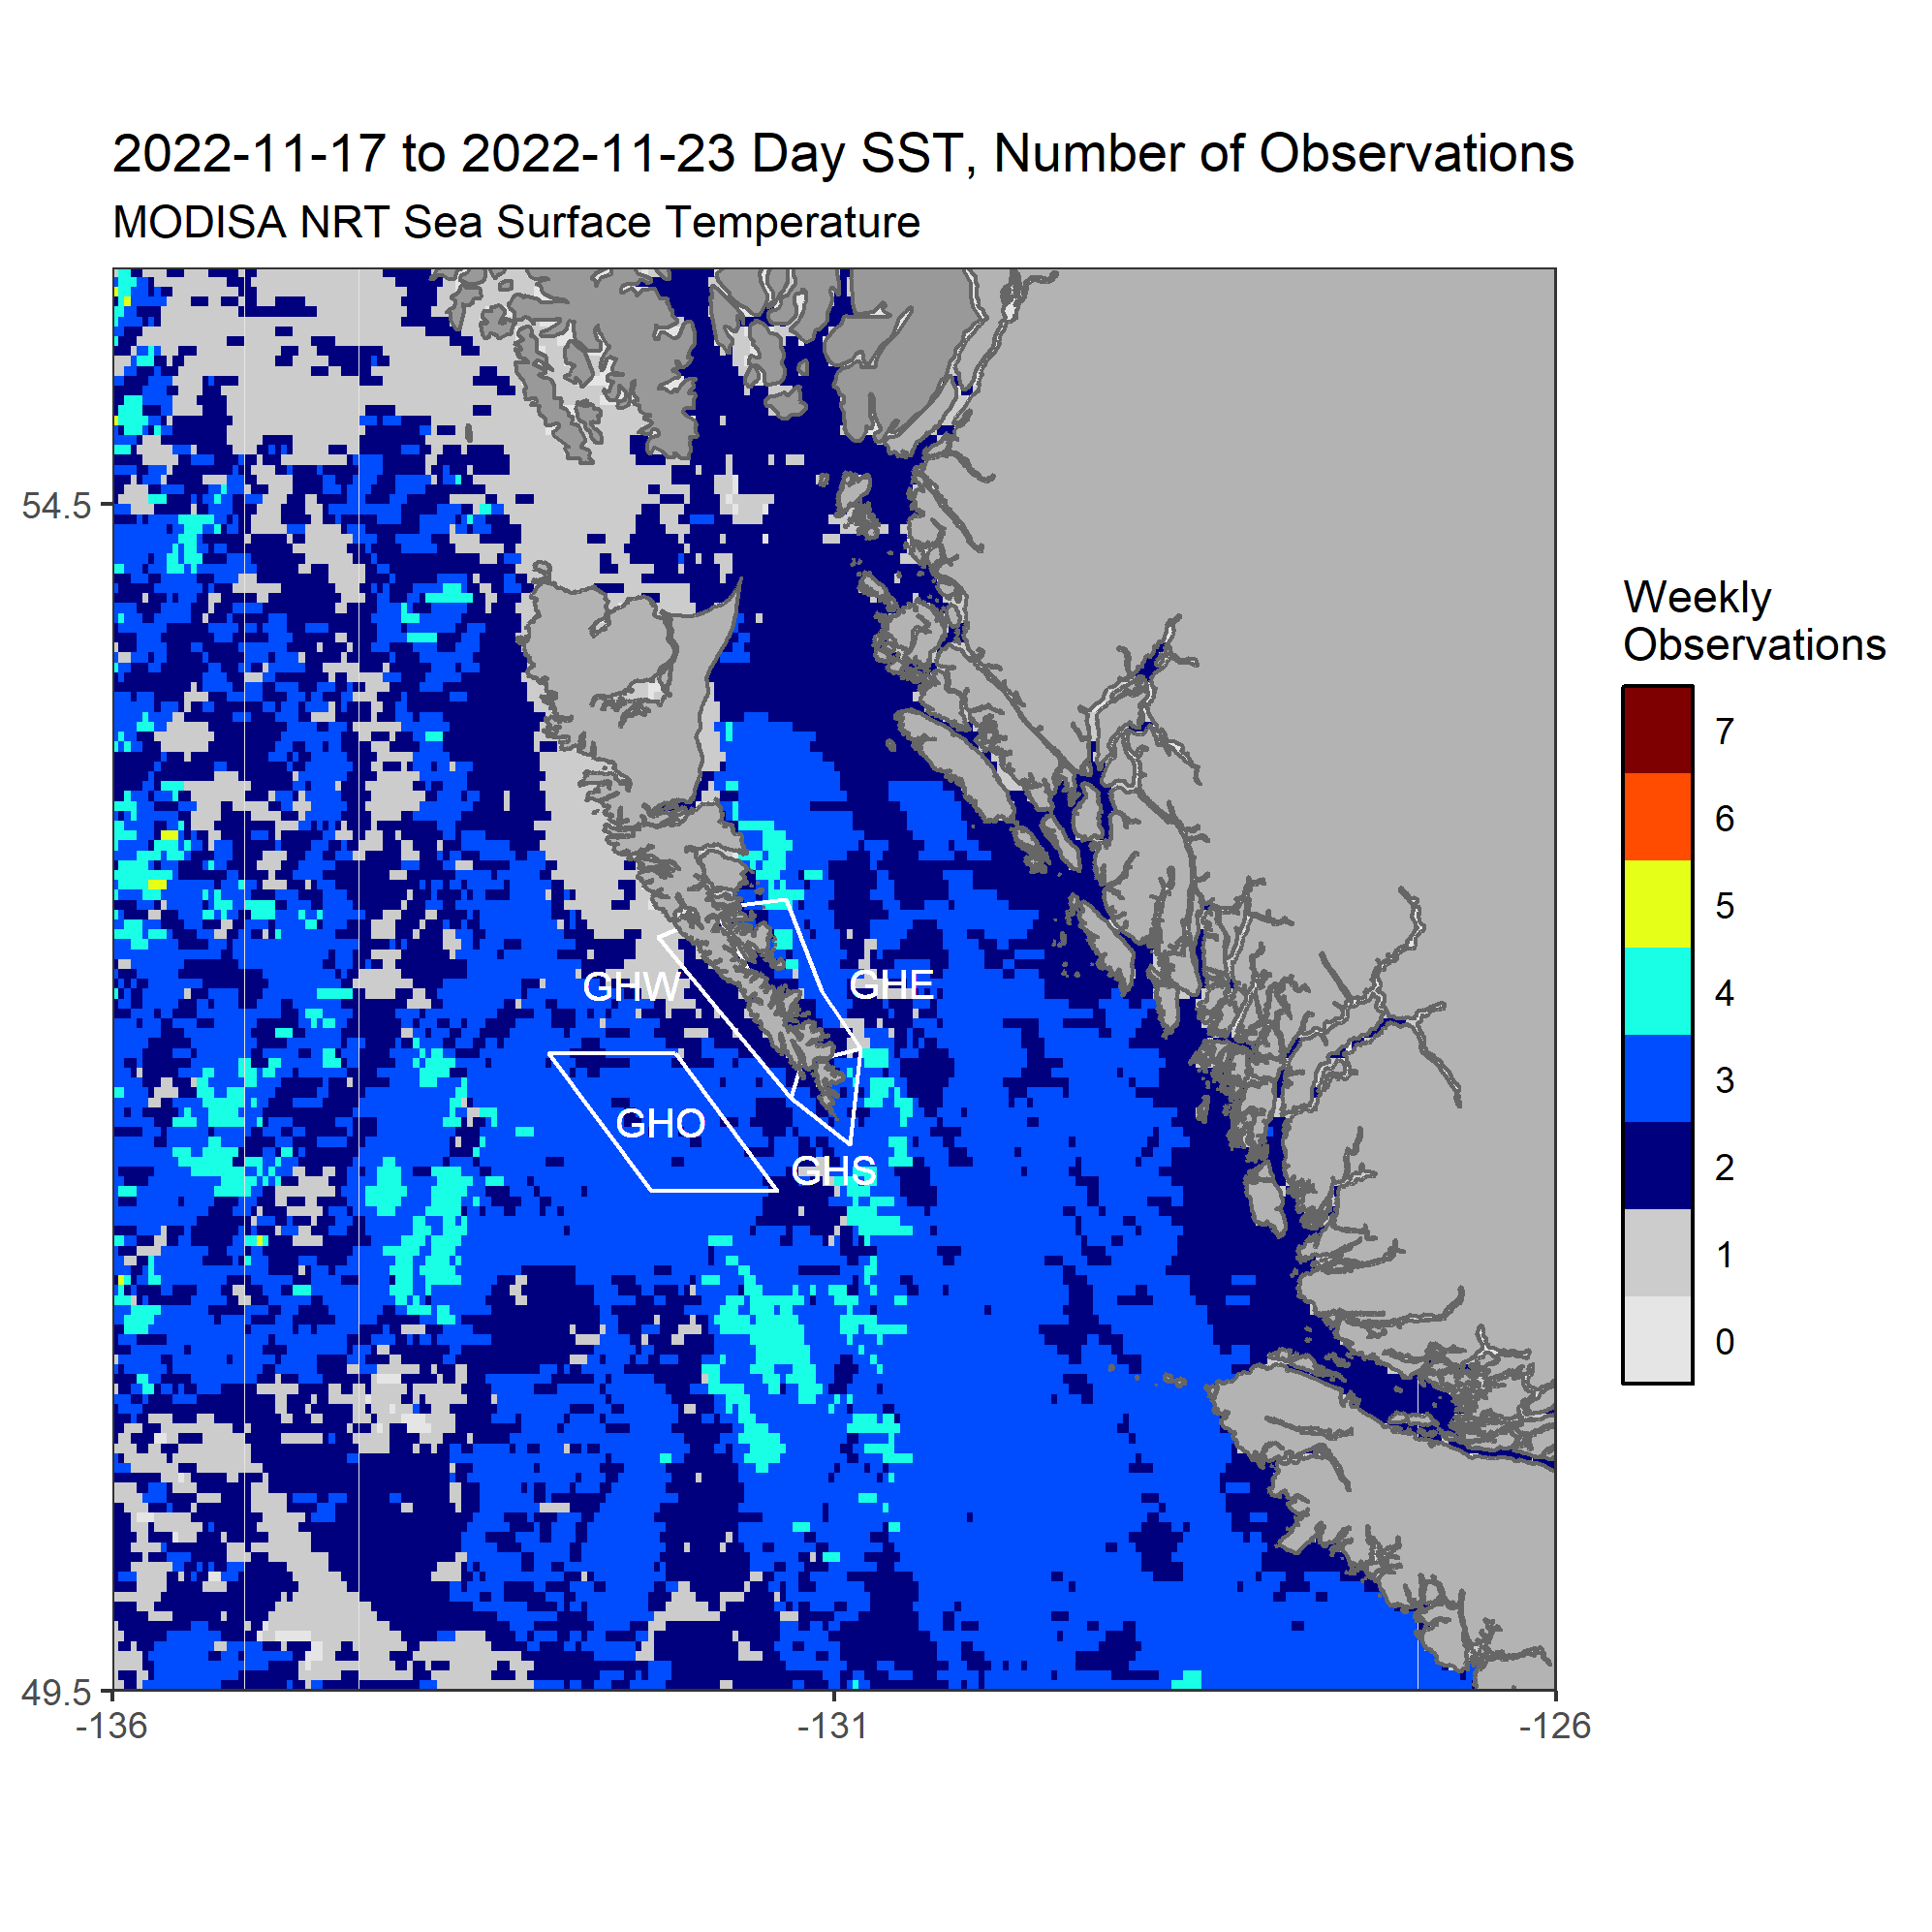 2022-11-17 to 2022-11-23 Day SST, Number of Observations
MODISA NRT Sea Surface Temperature
54.5
49.5
-136
-131
-126
GHW
GHE
GHO
GHS
Weekly
Observations
7
6
5
4
3
2
1
0